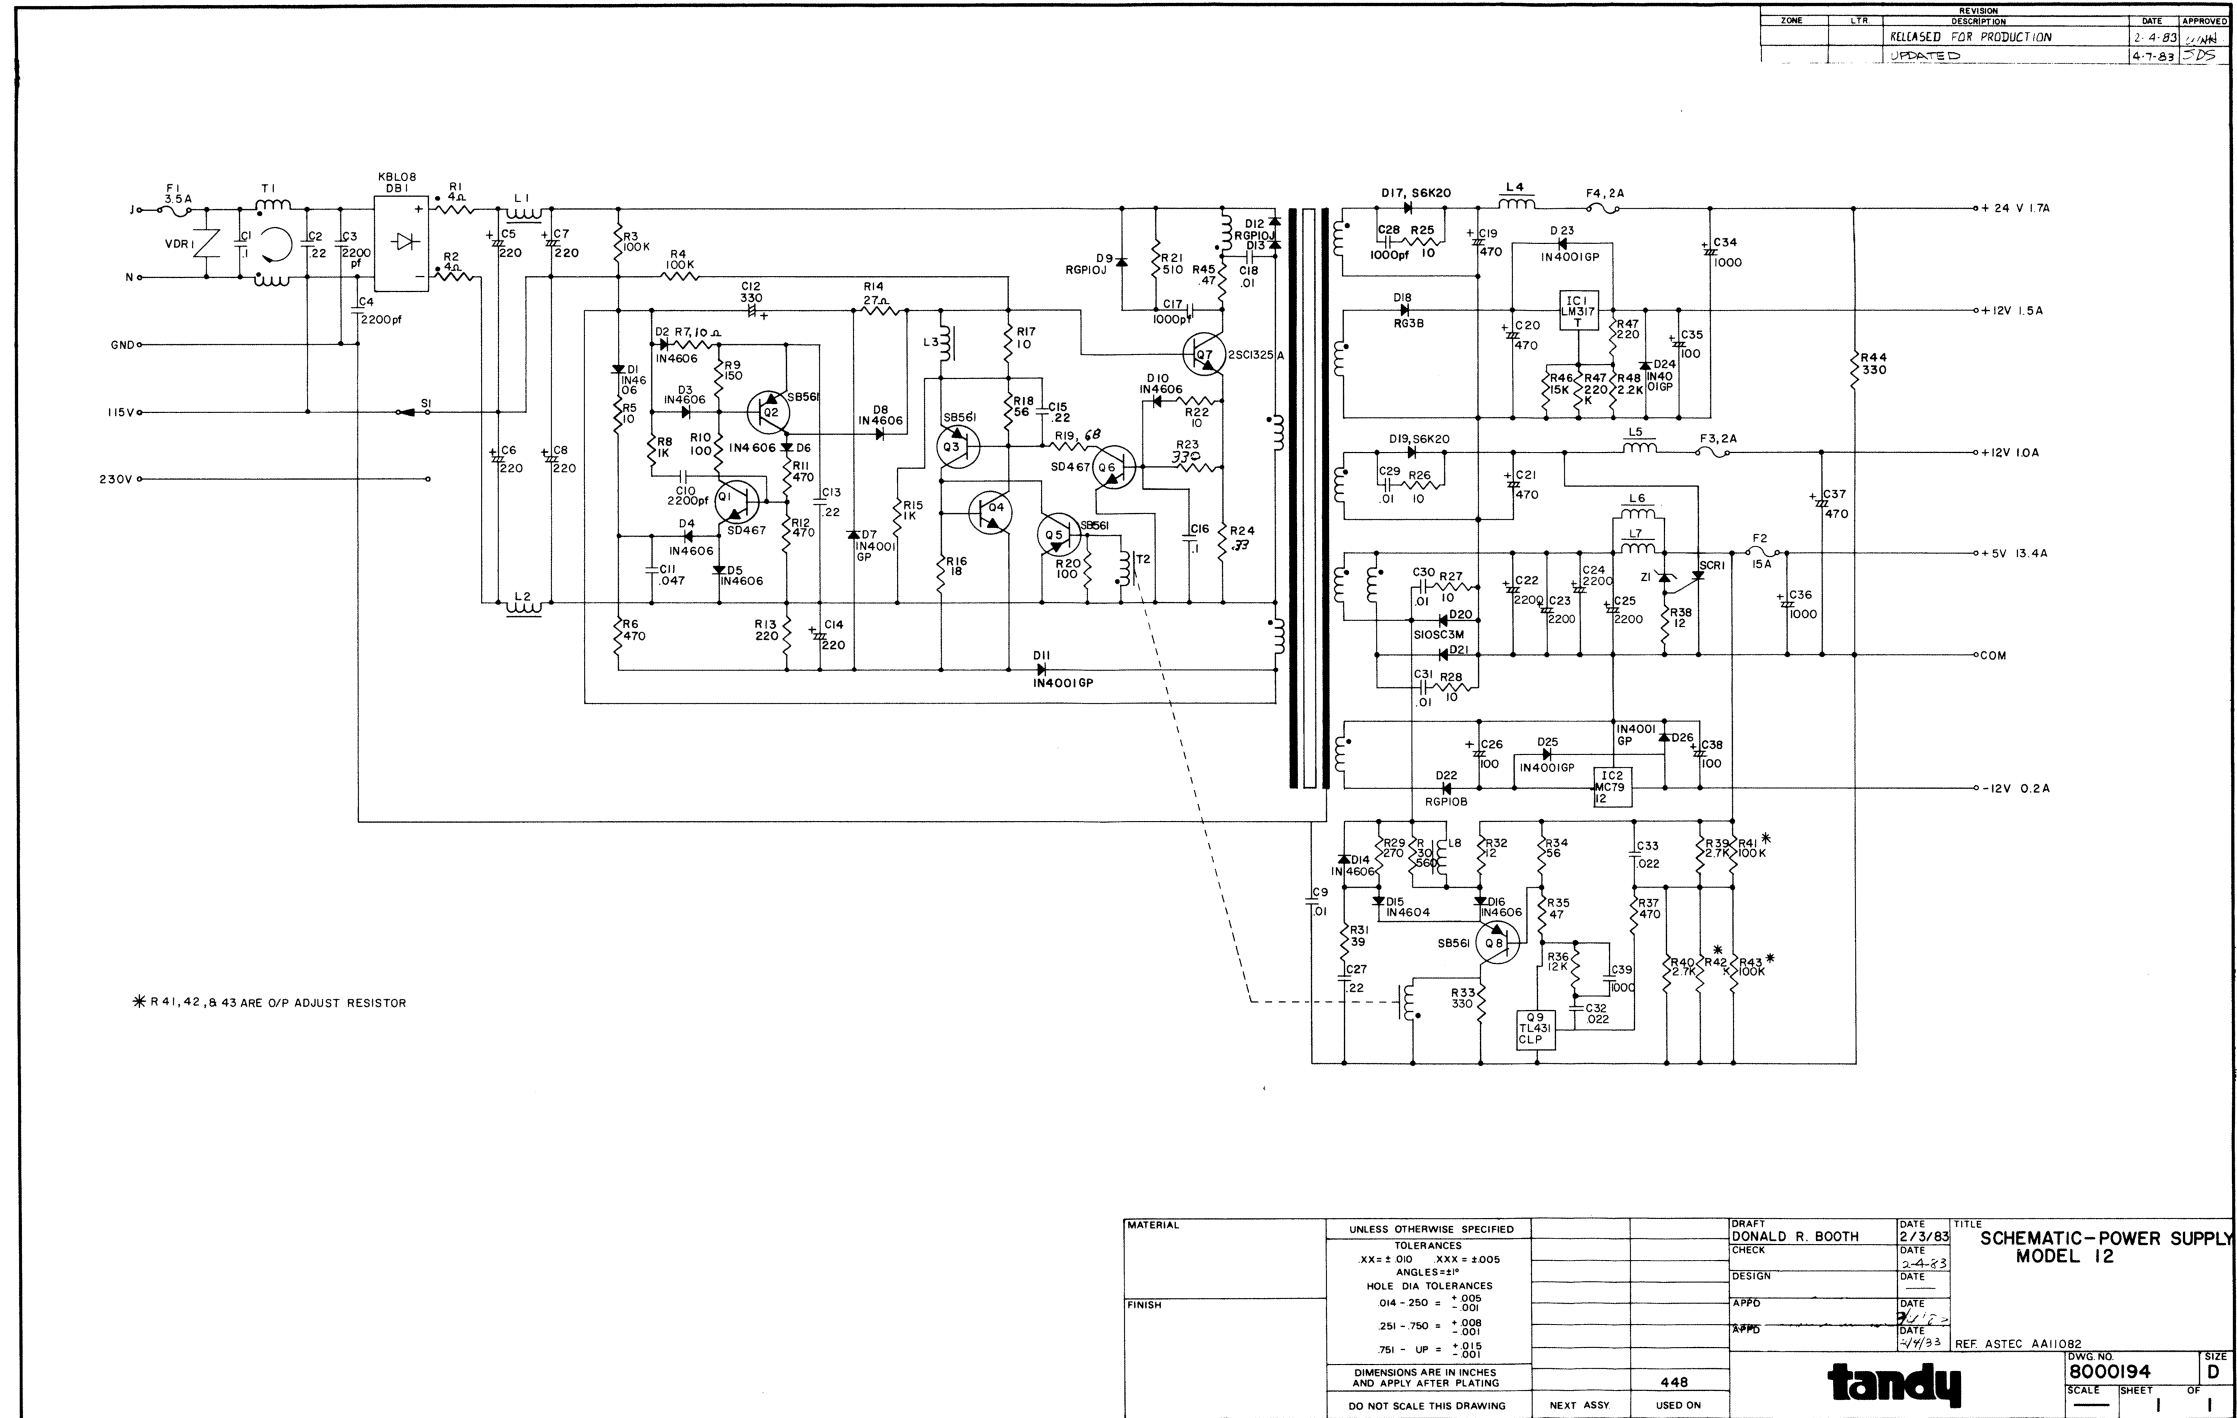 REVISION
ZONE LTR DESCRIPTION DATE APPROVED
RELEASED FOR PRODUCTION 2-4-83
UPDATED 4-7-83 SDS
F1
3.5A
T1
KBL08
DB1
R1
4Ω
L1
J
VDR1
C1
.1
C2
.22
C3
2200
pf
+
−
R2
4Ω
N
C4
2200pf
GND
115V
S1
230V
+ C5
220
+ C7
220
+ C6
220
+ C8
220
L2
R3
100K
R4
100K
C12
330
+
R14
27Ω
D1
IN46
06
R5
10
D2 R7, 10Ω
IN4606
R9
150
D3
IN4606
Q2
SB561
R8
1K
R10
100
IN4606 D6
D8
IN4606
R11
470
C10
2200pf
Q1
SD467
R12
470
C13
.22
D4
IN4606
C11
.047
D5
IN4606
D7
IN4001
GP
R6
470
R13
220
+ C14
220
L3
R17
10
R18
56
C15
.22
SB561
Q3
R19, 68
SD467
Q6
R15
1K
Q4
Q5
SB561
R16
18
R20
100
T2
D11
IN4001GP
D9
RGP10J
R21
510
R45
.47
D12
RGP10J
D13
C18
.01
C17
1000pf
Q7
2SC1325A
D10
IN4606
R22
10
R23
330
C16
.1
R24
.33
D17, S6K20
L4
F4, 2A
C28
1000pf
R25
10
+ C19
470
D23
IN4001GP
+ C34
1000
+ 24 V 1.7A
D18
RG3B
+ C20
470
IC1
LM317
T
R47
220
+ C35
100
+12V 1.5A
R46
15K
R47
220
K
R48
2.2K
D24
IN40
01GP
R44
330
D19, S6K20
L5
F3, 2A
+12V 1.0A
C29
.01
R26
10
+ C21
470
L6
L7
+ C37
470
F2
15A
+5V 13.4A
C30
.01
R27
10
+ C22
2200
+ C23
2200
+ C24
2200
+ C25
2200
Z1
SCR1
R38
12
+ C36
1000
D20
S10SC3M
D21
COM
C31
.01
R28
10
+ C26
100
D25
IN4001GP
IN4001
GP
D26
+ C38
100
D22
RGP10B
IC2
MC79
12
-12V 0.2A
D14
IN4606
R29
270
R
30
560
L8
R32
12
R34
56
C33
.022
R39
2.7K
R41 *
100K
C9
.01
D15
IN4604
D16
IN4606
R35
47
R37
470
R31
39
SB561
Q8
C27
.22
R36
12K
C39
1000
R40
2.7K
* R42
K
R43 *
100K
R33
330
C32
.022
Q9
TL431
CLP
* R 41, 42, & 43 ARE O/P ADJUST RESISTOR
MATERIAL
FINISH
UNLESS OTHERWISE SPECIFIED
TOLERANCES
.XX= ± .010 .XXX = ±.005
ANGLES=±1°
HOLE DIA TOLERANCES
.014 - .250 = +.005 -.001
.251 - .750 = +.008 -.001
.751 - UP = +.015 -.001
DIMENSIONS ARE IN INCHES
AND APPLY AFTER PLATING
DO NOT SCALE THIS DRAWING
448
NEXT ASSY. USED ON
DRAFT
DONALD R. BOOTH
DATE
2/3/83
CHECK
DATE
2-4-83
DESIGN
DATE
APPD
DATE
APPD
DATE
TITLE
SCHEMATIC-POWER SUPPLY
MODEL 12
REF. ASTEC AA11082
tandy
DWG. NO.
8000194
SIZE
D
SCALE
SHEET 1 OF 1